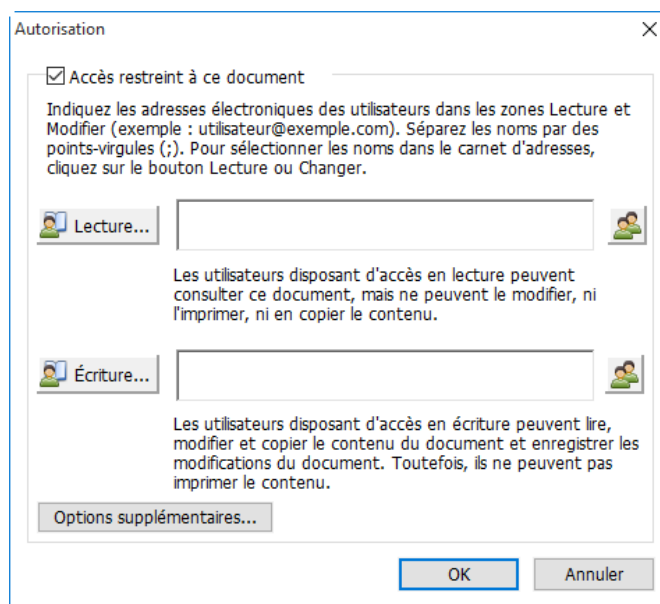 Autorisation
Accès restreint à ce document
Indiquez les adresses électroniques des utilisateurs dans les zones Lecture et
Modifier (exemple : utilisateur@exemple.com). Séparez les noms par des
points-virgules (;). Pour sélectionner les noms dans le carnet d'adresses,
cliquez sur le bouton Lecture ou Changer.
Lecture...
Les utilisateurs disposant d'accès en lecture peuvent
consulter ce document, mais ne peuvent le modifier, ni
l'imprimer, ni en copier le contenu.
Écriture...
Les utilisateurs disposant d'accès en écriture peuvent lire,
modifier et copier le contenu du document et enregistrer les
modifications du document. Toutefois, ils ne peuvent pas
imprimer le contenu.
Options supplémentaires...
OK
Annuler